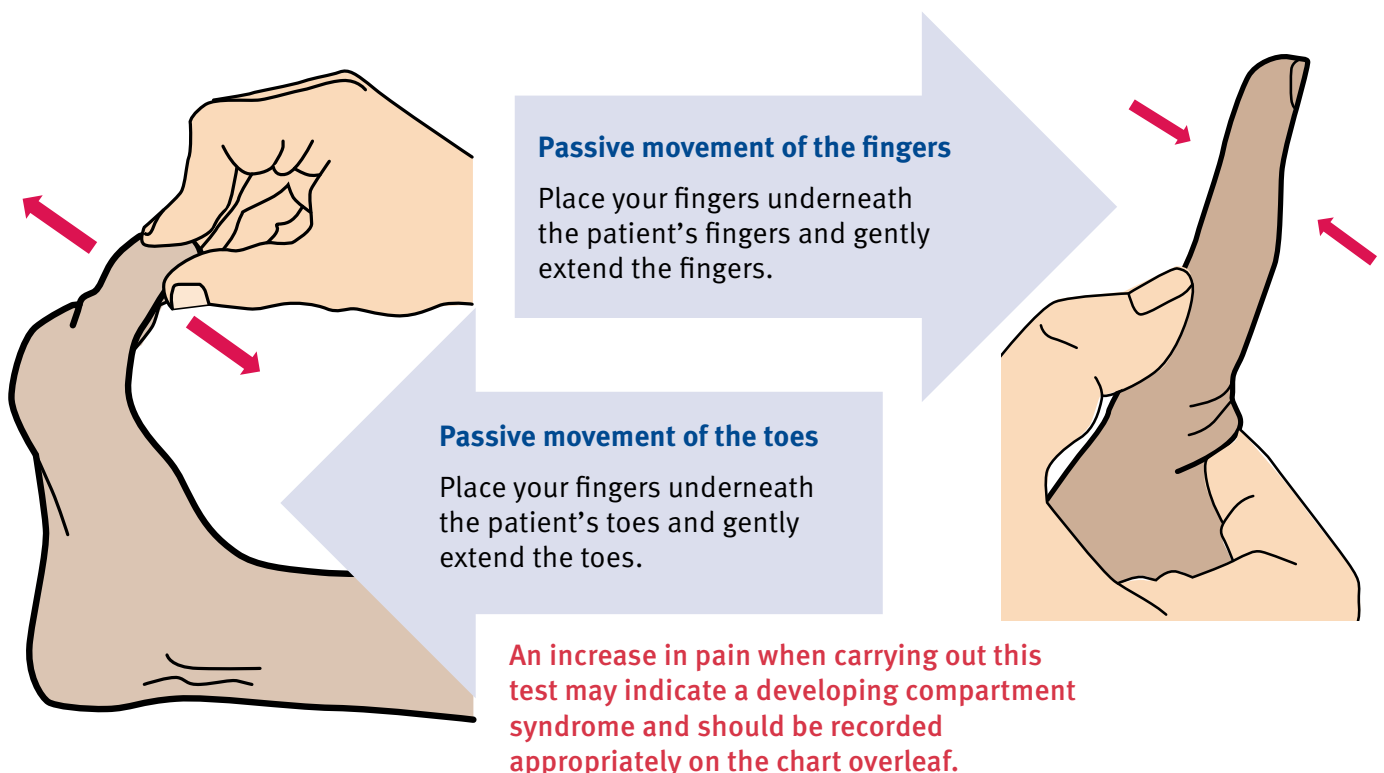 Passive movement of the fingers
Place your fingers underneath
the patient's fingers and gently
extend the fingers.
Passive movement of the toes
Place your fingers underneath
the patient's toes and gently
extend the toes.
An increase in pain when carrying out this
test may indicate a developing compartment
syndrome and should be recorded
appropriately on the chart overleaf.